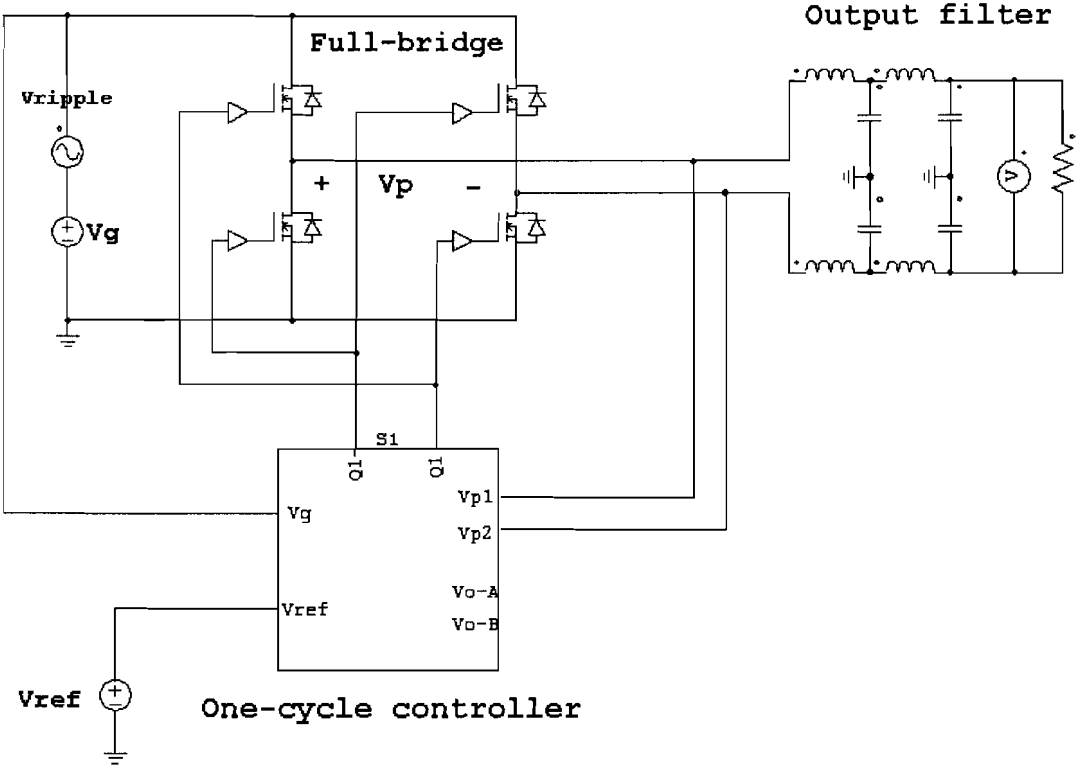 Output filter
Full-bridge
Vripple
+ Vp -
Vg
S1
Q1 Q1
Vp1
Vg
Vp2
Vo-A
Vref
Vo-B
Vref
One-cycle controller
V